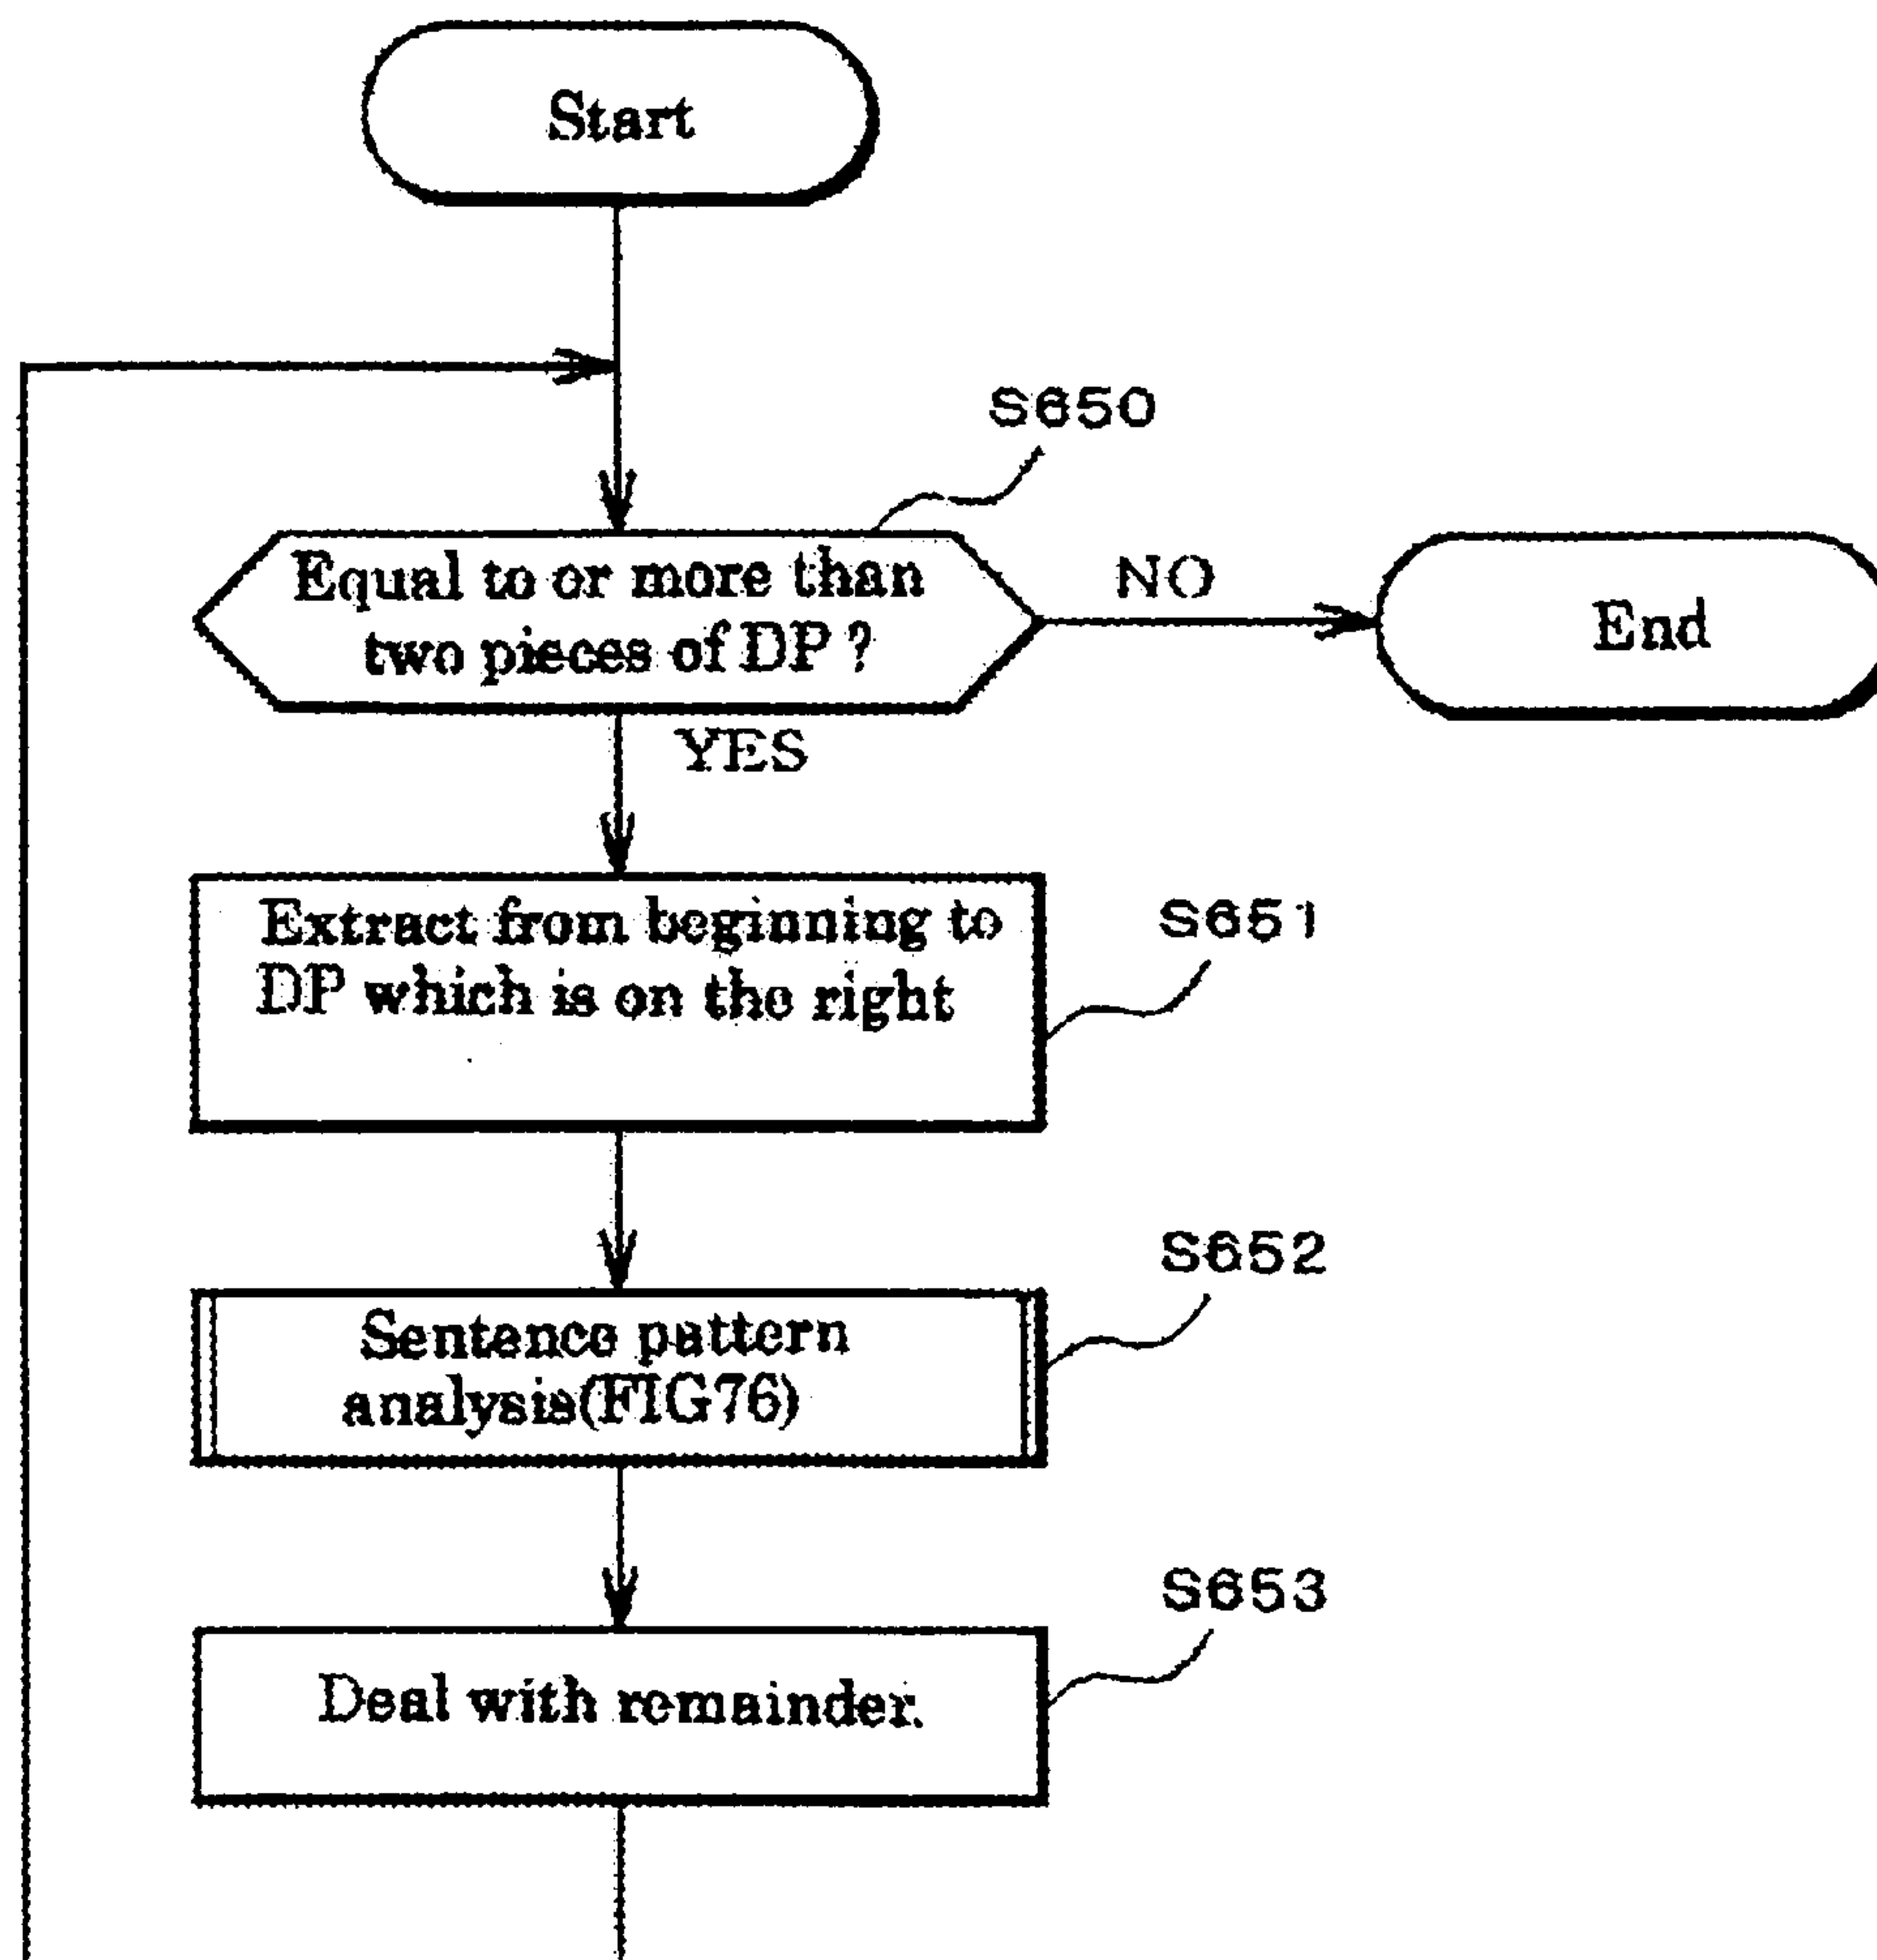 Start
S650
Equal to or more than
two pieces of DP ?
NO
End
YES
Extract from beginning to
DP which is on the right
S651
S652
Sentence pattern
analysis(FIG76)
S653
Deal with remainder.